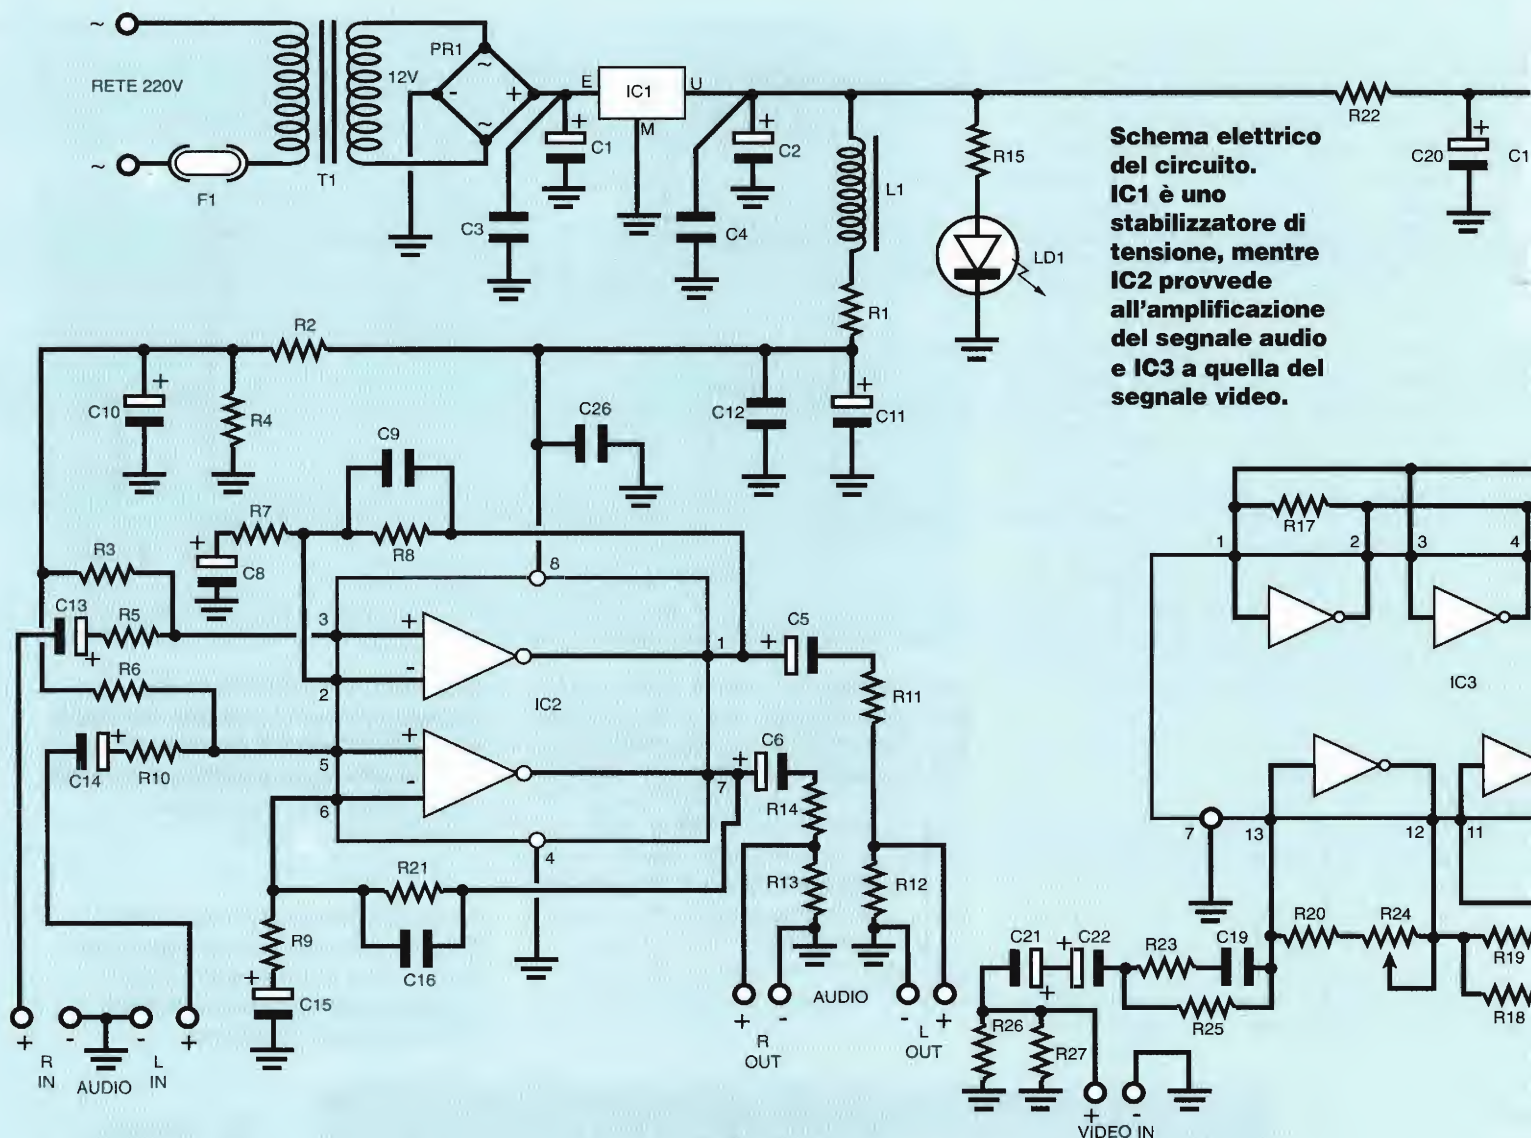 ~
RETE 220V
~
F1
T1
12V
PR1
~
-
+
~
E
IC1
U
M
+
C1
C3
+
C2
C4
L1
R1
R15
LD1
R22
+
C20
C1
Schema elettrico
del circuito.
IC1 è uno
stabilizzatore di
tensione, mentre
IC2 provvede
all'amplificazione
del segnale audio
e IC3 a quella del
segnale video.
R2
+
C10
R4
C26
C12
+
C11
C9
R7
R8
+
C8
R3
C13
R5
+
R6
+
C14
R10
8
3
+
-
2
1
IC2
5
+
-
6
7
4
+
C5
R11
+
C6
R14
R13
R12
R21
C16
R9
+
C15
+
-
-
+
R
IN
AUDIO
L
IN
+
-
R
OUT
AUDIO
-
+
L
OUT
R17
1
2
3
4
IC3
7
13
12
11
R20
R24
R19
R18
C21
+
+
C22
R23
C19
R25
R26
R27
+
-
VIDEO IN